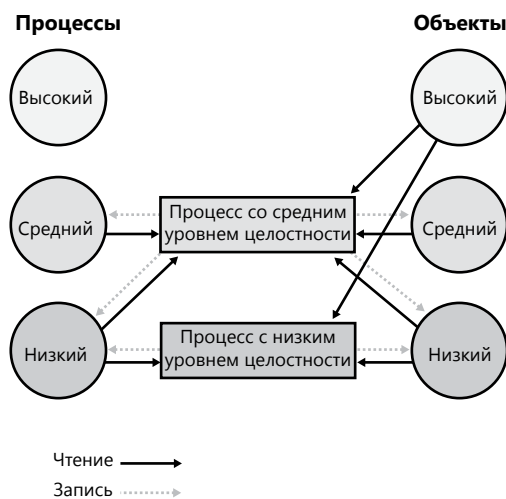 Процессы
Объекты
Высокий
Высокий
Средний
Процесс со средним
уровнем целостности
Средний
Низкий
Процесс с низким
уровнем целостности
Низкий
Чтение
Запись